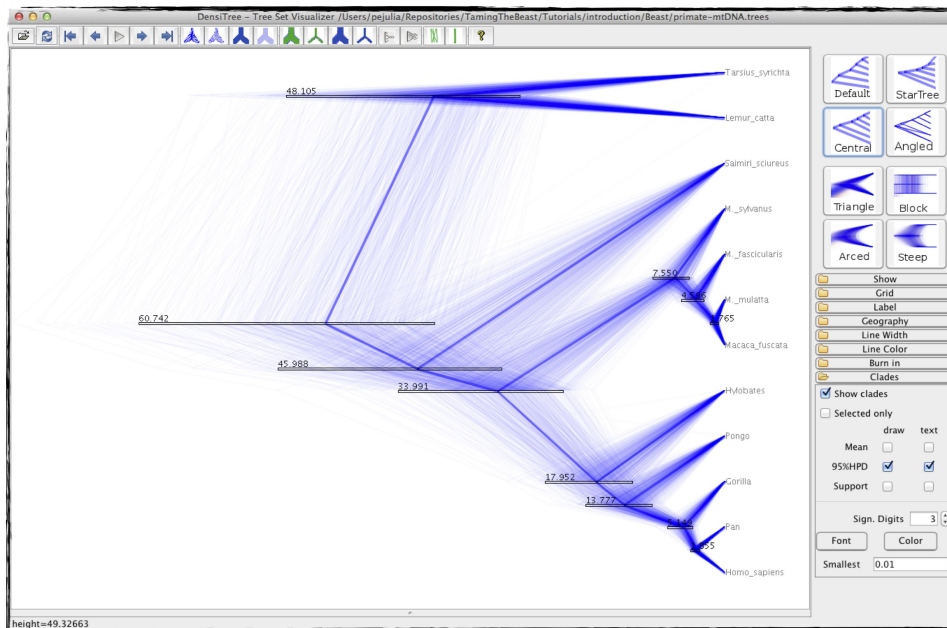 DensiTree - Tree Set Visualizer /Users/pejulia/Repositories/TamingTheBeast/Tutorials/introduction/Beast/primate-mtDNA.trees
?
48.105
Tarsius_syrichta
Lemur_catta
Saimiri_sciureus
M._sylvanus
7.550
M._fascicularis
M._mulatta
Macaca_fuscata
60.742
45.988
33.991
Hylobates
Pongo
17.952
13.777
Gorilla
Pan
Homo_sapiens
Default
StarTree
Central
Angled
Triangle
Block
Arced
Steep
Show
Grid
Label
Geography
Line Width
Line Color
Burn in
Clades
Show clades
Selected only
draw text
Mean
95%HPD
Support
Sign. Digits 3
Font Color
Smallest 0.01
height=49.32663